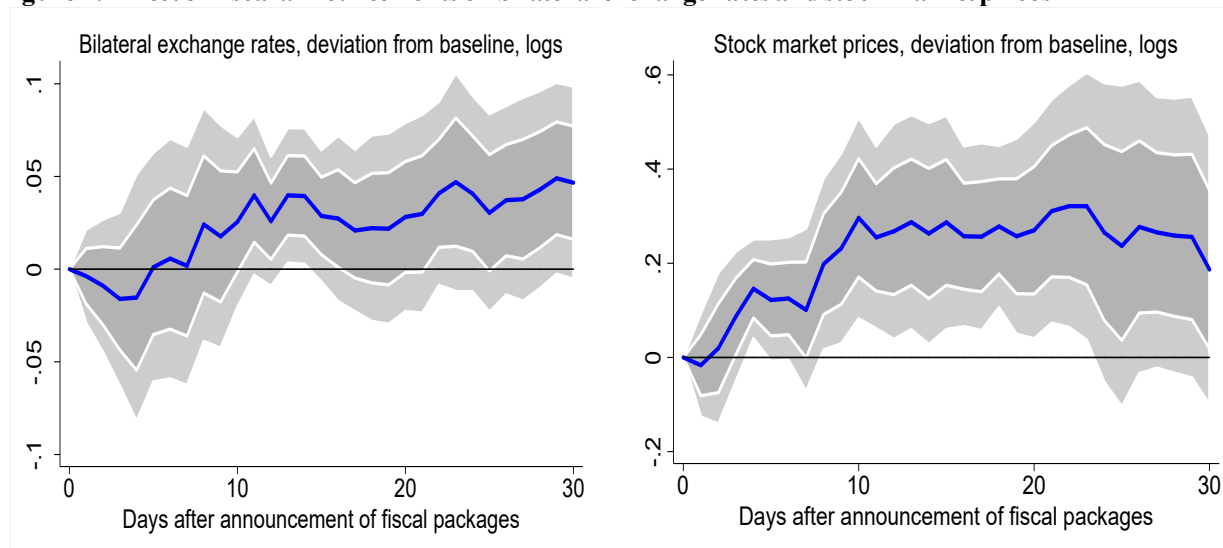 Bilateral exchange rates, deviation from baseline, logs
.1
.05
0
-.05
-.1
0 10 20 30
Days after announcement of fiscal packages
Stock market prices, deviation from baseline, logs
.6
.4
.2
0
-.2
0 10 20 30
Days after announcement of fiscal packages